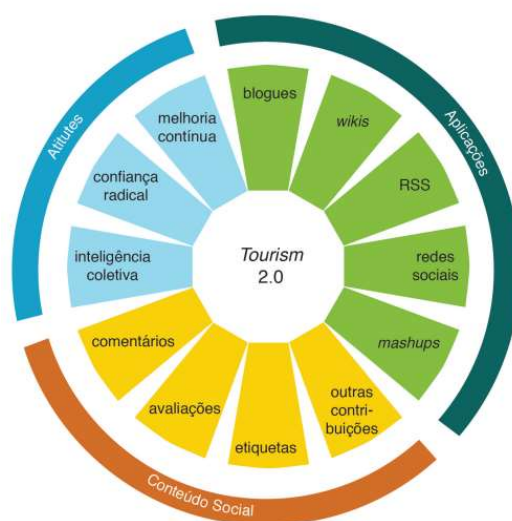 Atitutes
Aplicações
Conteúdo Social
blogues
wikis
RSS
redes
sociais
mashups
outras
contri-
buições
etiquetas
avaliações
comentários
inteligência
coletiva
confiança
radical
melhoria
contínua
Tourism
2.0